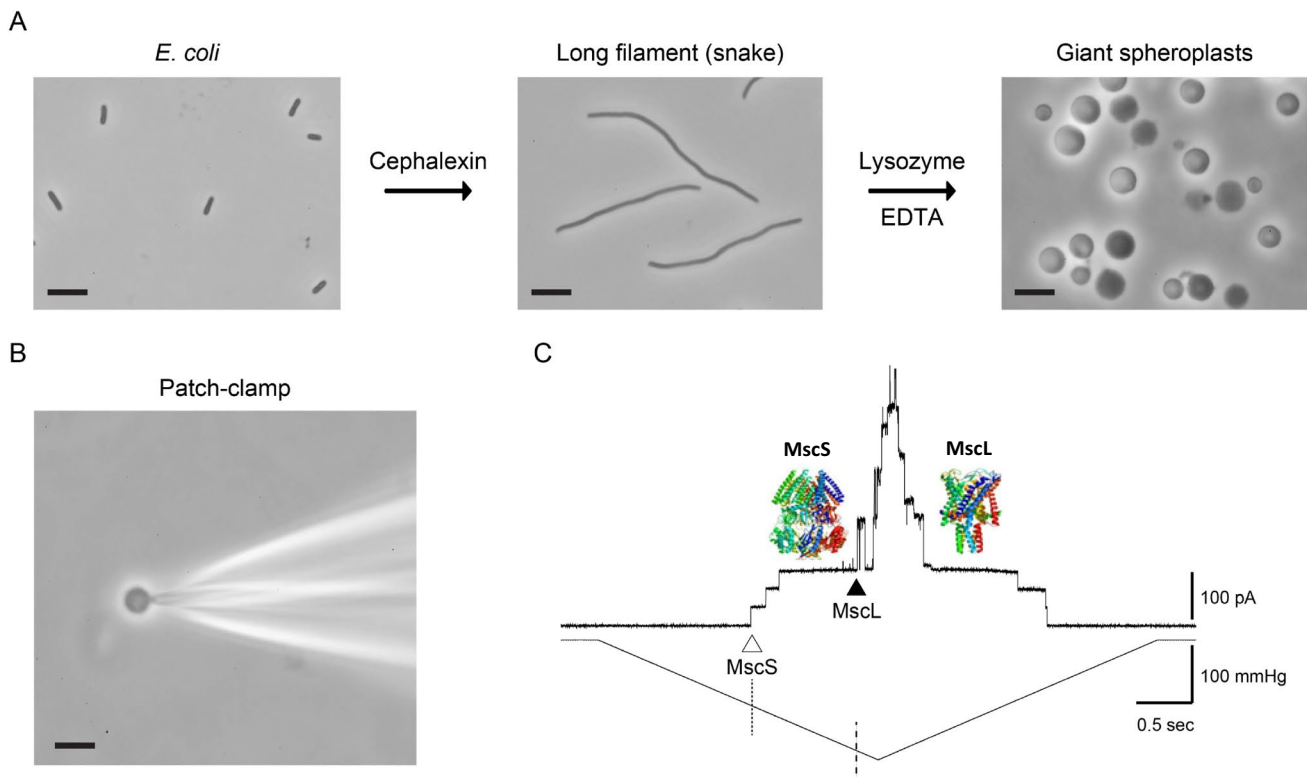 A
E. coli
Long filament (snake)
Giant spheroplasts
Cephalexin
Lysozyme
EDTA
B
Patch-clamp
C
MscS
MscL
MscL
100 pA
MscS
100 mmHg
0.5 sec